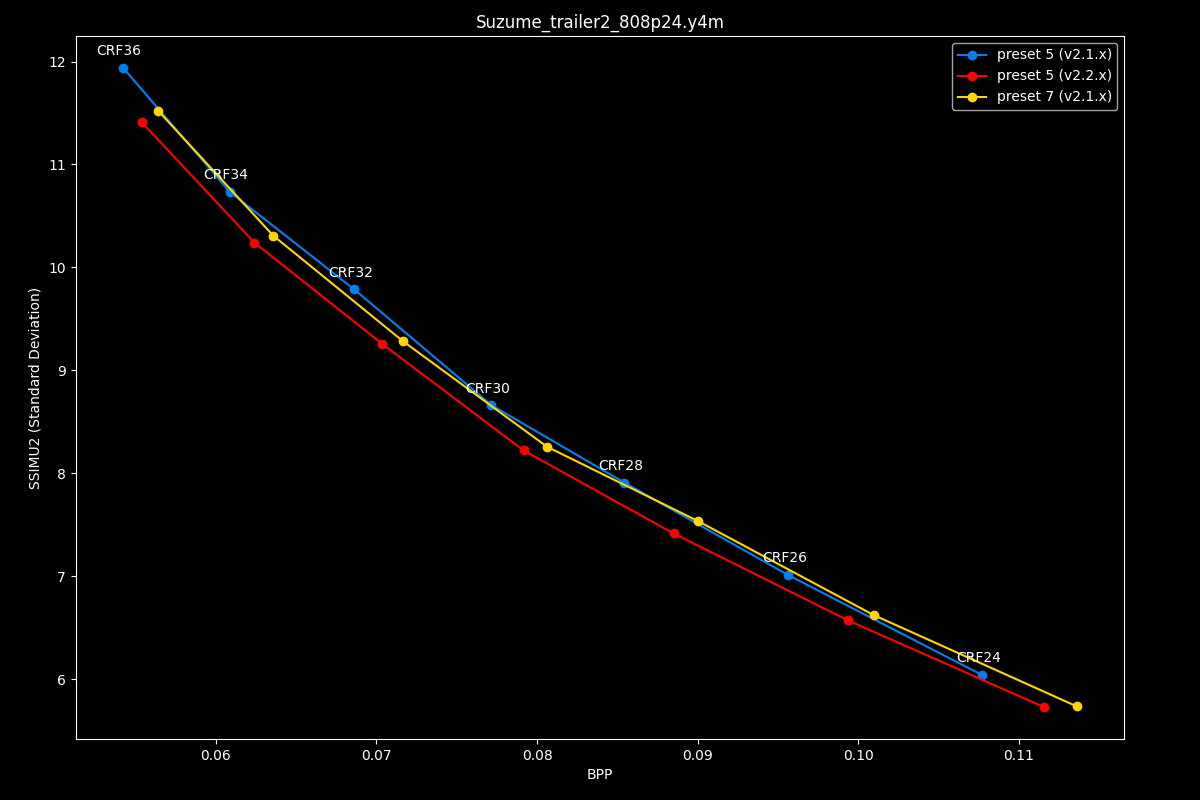 Suzume_trailer2_808p24.y4m
preset 5 (v2.1.x)
preset 5 (v2.2.x)
preset 7 (v2.1.x)
CRF36
CRF34
CRF32
CRF30
CRF28
CRF26
CRF24
SSIMU2 (Standard Deviation)
12
11
10
9
8
7
6
0.06
0.07
0.08
0.09
0.10
0.11
BPP